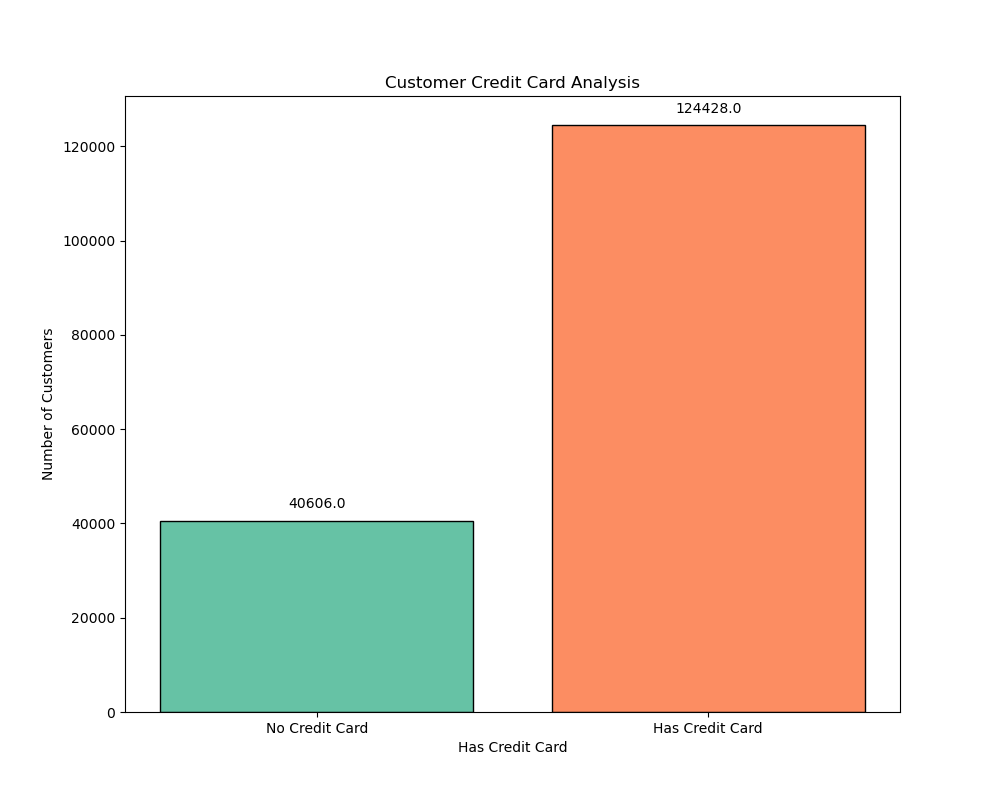 Customer Credit Card Analysis
124428.0
120000
100000
80000
60000
40606.0
40000
20000
0
Number of Customers
No Credit Card
Has Credit Card
Has Credit Card